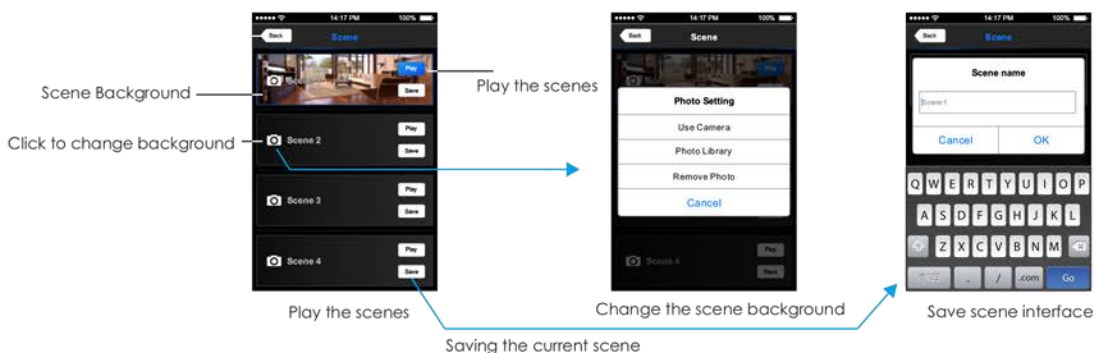 14:17 PM 100%
Back Scene
Play
Save
Scene 2
Play
Save
Scene 3
Play
Save
Scene 4
Play
Save
Scene Background
Click to change background
Play the scenes
Play the scenes
Saving the current scene
14:17 PM 100%
Back Scene
Play
Photo Setting
Use Camera
Photo Library
Remove Photo
Cancel
Scene 4
Play
Save
Change the scene background
14:17 PM 100%
Back Scene
Scene name
Scene1
Cancel OK
Q W E R T Y U I O P
A S D F G H J K L
Z X C V B N M
. / .com Go
Save scene interface